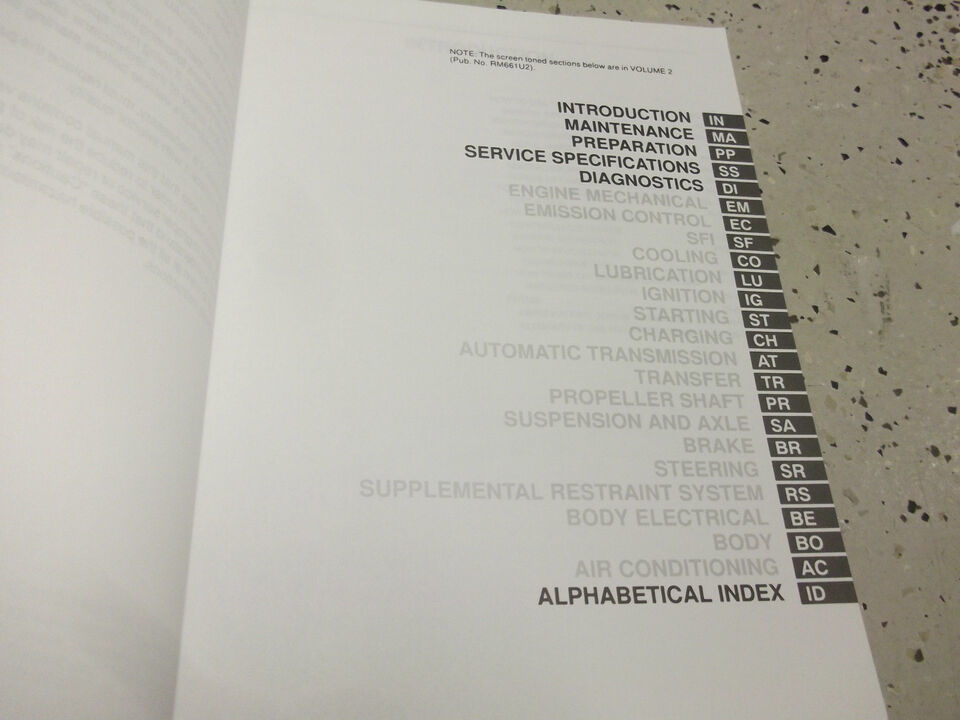 NOTE: The screen toned sections below are in VOLUME 2
(Pub. No. RM661U2).
INTRODUCTION IN
MAINTENANCE MA
PREPARATION PP
SERVICE SPECIFICATIONS SS
DIAGNOSTICS DI
ENGINE MECHANICAL EM
EMISSION CONTROL EC
SFI SF
COOLING CO
LUBRICATION LU
IGNITION IG
STARTING ST
CHARGING CH
AUTOMATIC TRANSMISSION AT
TRANSFER TR
PROPELLER SHAFT PR
SUSPENSION AND AXLE SA
BRAKE BR
STEERING SR
SUPPLEMENTAL RESTRAINT SYSTEM RS
BODY ELECTRICAL BE
BODY BO
AIR CONDITIONING AC
ALPHABETICAL INDEX ID